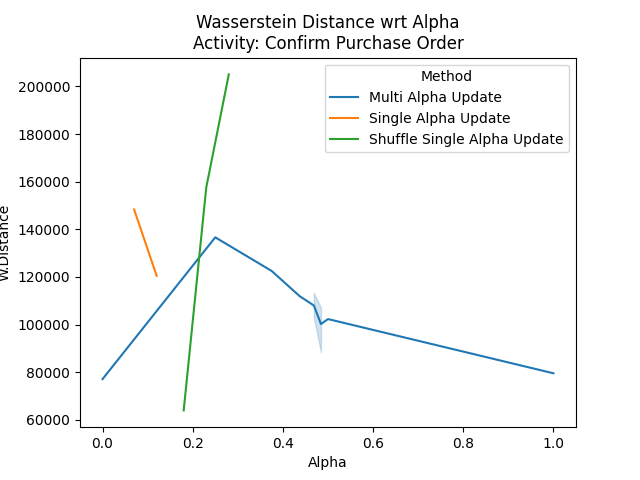 Wasserstein Distance wrt Alpha
Activity: Confirm Purchase Order
Method
Multi Alpha Update
Single Alpha Update
Shuffle Single Alpha Update
200000
180000
160000
140000
120000
100000
80000
60000
W.Distance
0.0 0.2 0.4 0.6 0.8 1.0
Alpha